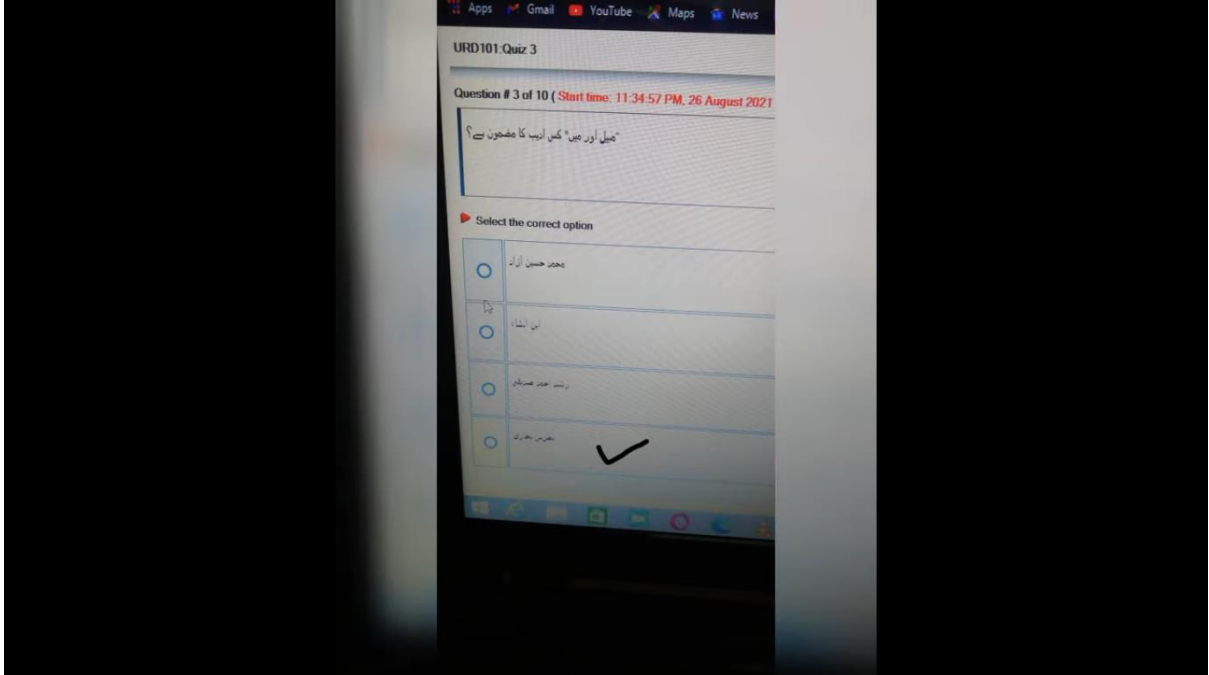 Apps Gmail YouTube Maps News
URD101:Quiz 3
Question # 3 of 10 ( Start time: 11:34:57 PM, 26 August 2021
"میبل اور میں" کس ادیب کا مضمون ہے؟
Select the correct option
محمد حسین آزاد
ابن انشاء
رشید احمد صدیقی
پطرس بخاری